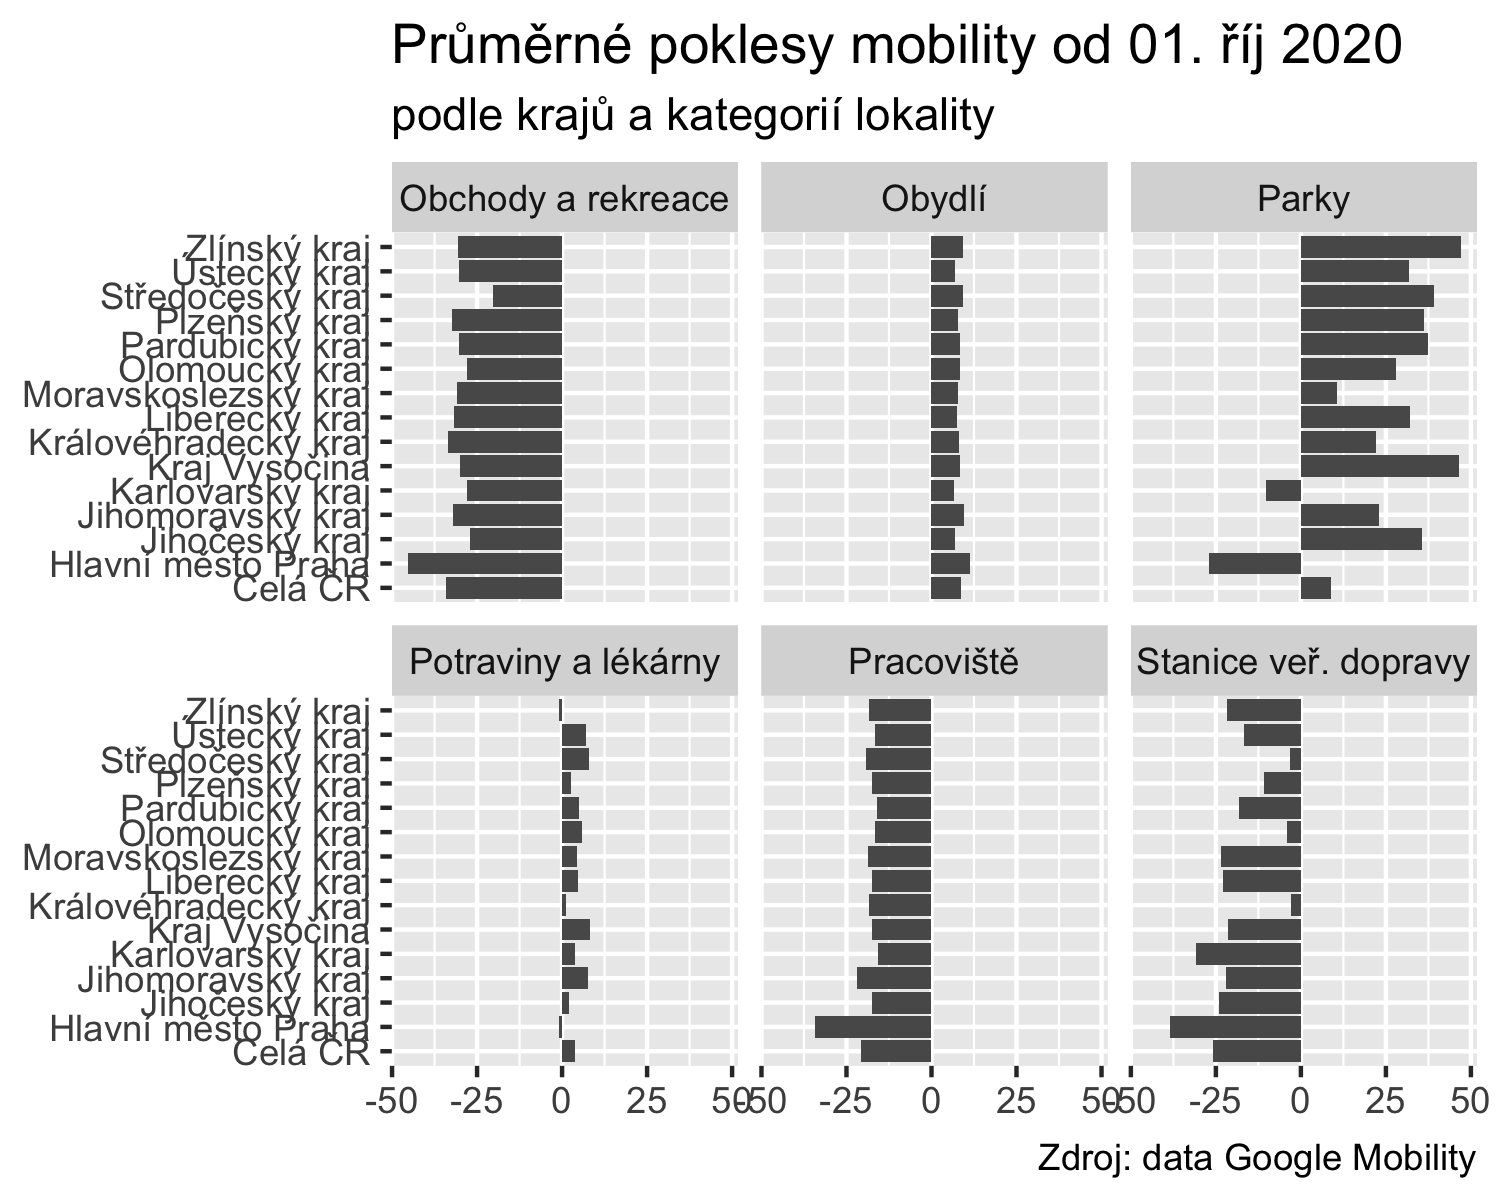 Průměrné poklesy mobility od 01. říj 2020
podle krajů a kategorií lokality
Obchody a rekreace Obydlí Parky
Zlínský kraj
Ústecký kraj
Středočeský kraj
Plzeňský kraj
Pardubický kraj
Olomoucký kraj
Moravskoslezský kraj
Liberecký kraj
Královéhradecký kraj
Kraj Vysočina
Karlovarský kraj
Jihomoravský kraj
Jihočeský kraj
Hlavní město Praha
Celá ČR
Potraviny a lékárny Pracoviště Stanice veř. dopravy
Zlínský kraj
Ústecký kraj
Středočeský kraj
Plzeňský kraj
Pardubický kraj
Olomoucký kraj
Moravskoslezský kraj
Liberecký kraj
Královéhradecký kraj
Kraj Vysočina
Karlovarský kraj
Jihomoravský kraj
Jihočeský kraj
Hlavní město Praha
Celá ČR
-50 -25 0 25 50 -50 -25 0 25 50 -50 -25 0 25 50
Zdroj: data Google Mobility